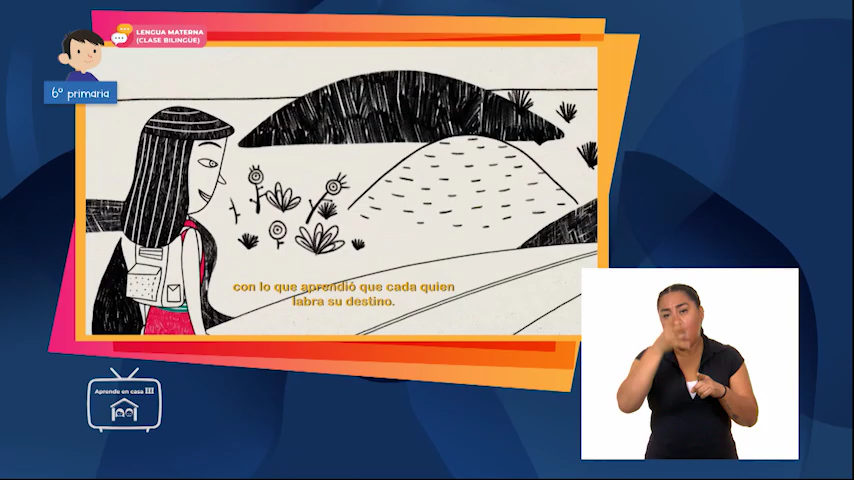 LENGUA MATERNA
(CLASE BILINGÜE)
6º primaria
con lo que aprendió que cada quien
labra su destino.
Aprende en casa III